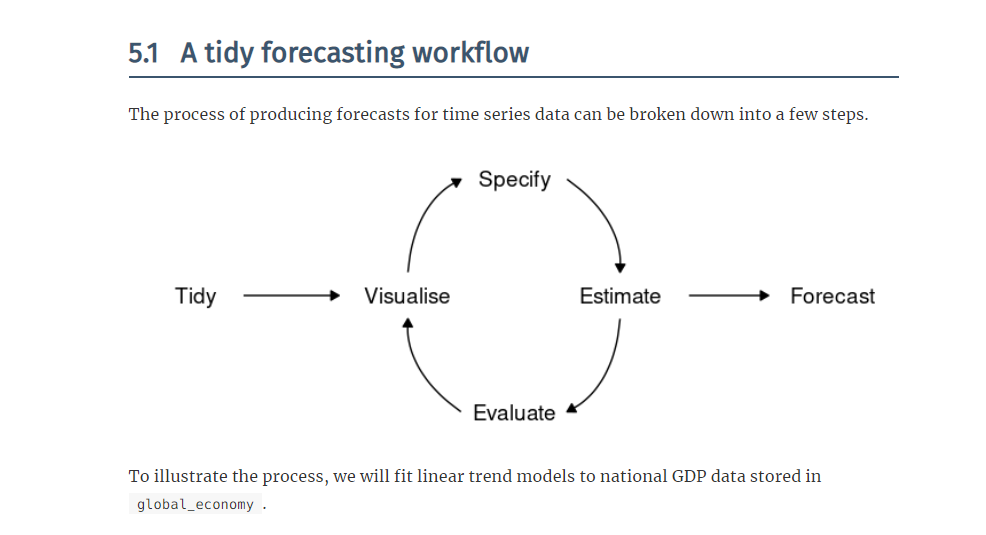 5.1 A tidy forecasting workflow
The process of producing forecasts for time series data can be broken down into a few steps.
Specify
Tidy
Visualise
Estimate
Forecast
Evaluate
To illustrate the process, we will fit linear trend models to national GDP data stored in
global_economy .